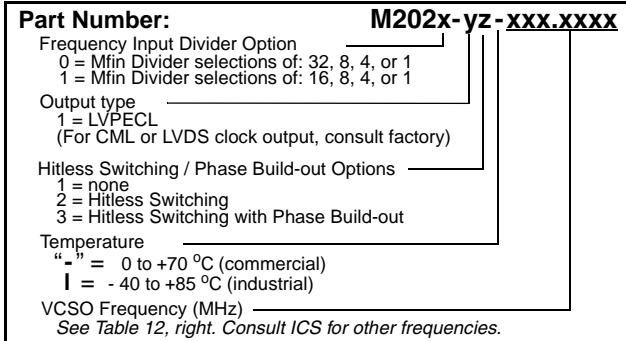 Part Number: M202x-yz-xxx.xxxx
Frequency Input Divider Option
0 = Mfin Divider selections of: 32, 8, 4, or 1
1 = Mfin Divider selections of: 16, 8, 4, or 1
Output type
1 = LVPECL
(For CML or LVDS clock output, consult factory)
Hitless Switching / Phase Build-out Options
1 = none
2 = Hitless Switching
3 = Hitless Switching with Phase Build-out
Temperature
“-” = 0 to +70 °C (commercial)
I = - 40 to +85 °C (industrial)
VCSO Frequency (MHz)
See Table 12, right. Consult ICS for other frequencies.